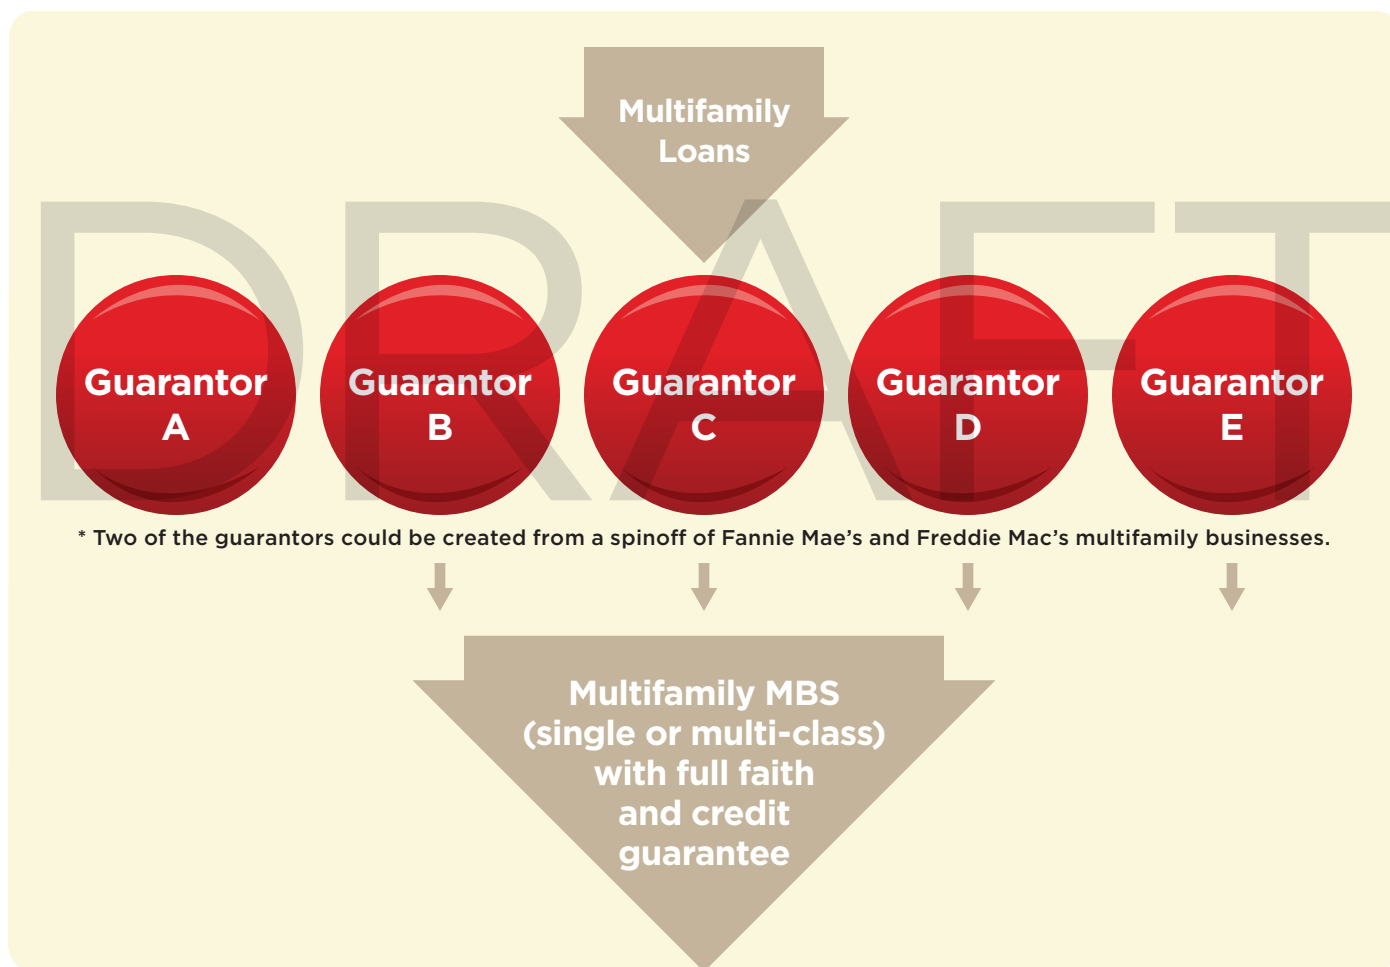 Multifamily
Loans
DRAFT
Guarantor
A
Guarantor
B
Guarantor
C
Guarantor
D
Guarantor
E
* Two of the guarantors could be created from a spinoff of Fannie Mae's and Freddie Mac's multifamily businesses.
Multifamily MBS
(single or multi-class)
with full faith
and credit
guarantee